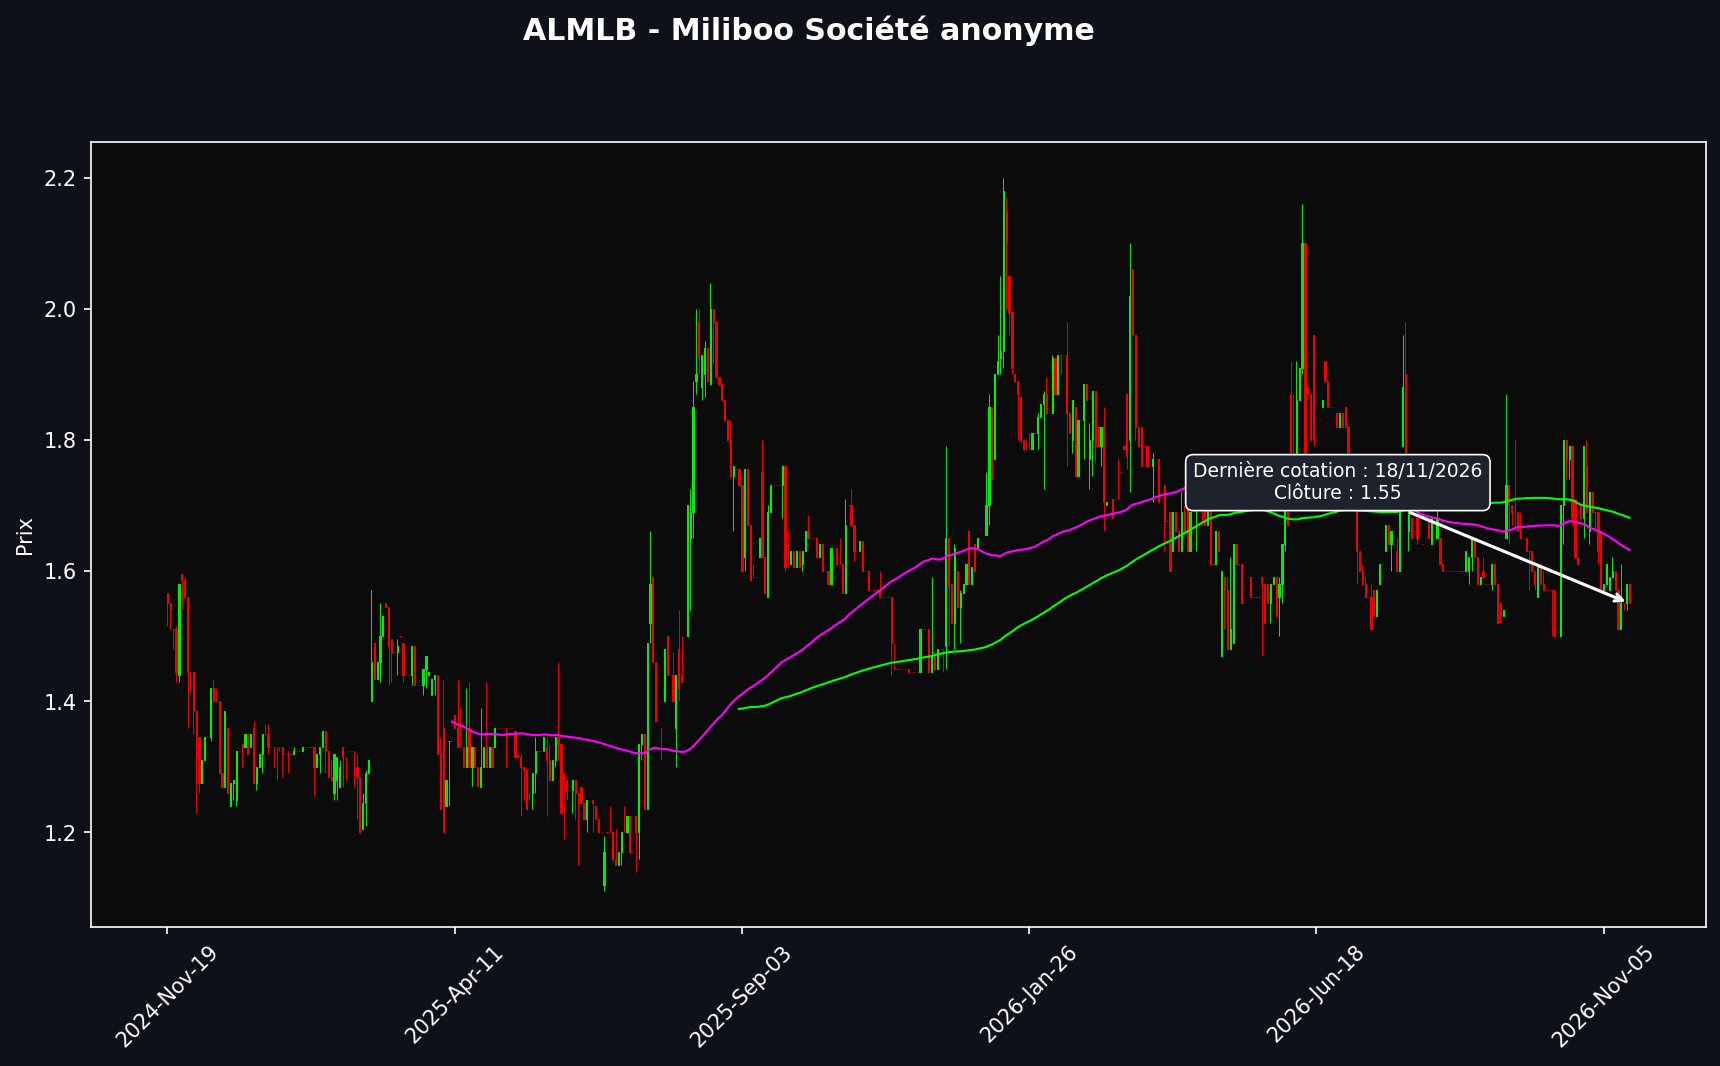 ALMLB - Miliboo Société anonyme
Prix
2.2
2.0
1.8
1.6
1.4
1.2
Dernière cotation : 18/11/2026
Clôture : 1.55
2024-Nov-19
2025-Apr-11
2025-Sep-03
2026-Jan-26
2026-Jun-18
2026-Nov-05